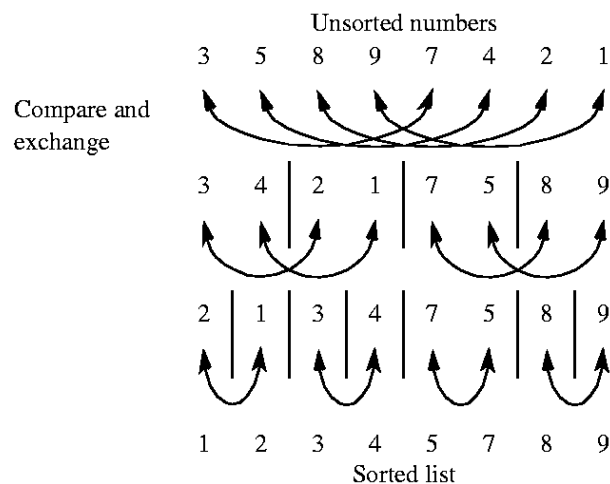 Unsorted numbers
3 5 8 9 7 4 2 1
Compare and
exchange
3 4 2 1 7 5 8 9
2 1 3 4 7 5 8 9
1 2 3 4 5 7 8 9
Sorted list